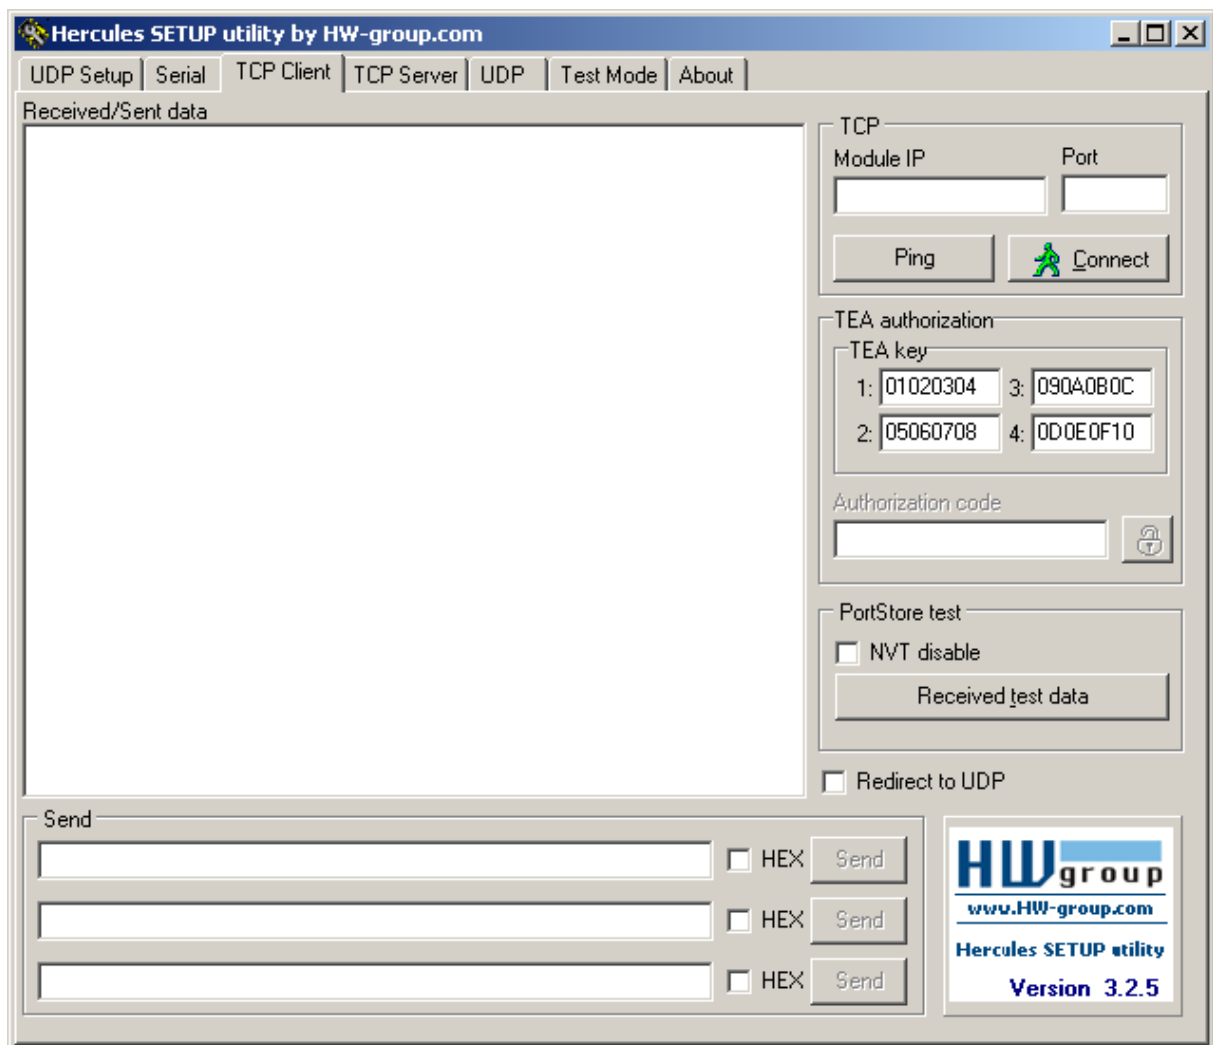 Hercules SETUP utility by HW-group.com
UDP Setup Serial TCP Client TCP Server UDP Test Mode About
Received/Sent data
TCP
Module IP Port
Ping Connect
TEA authorization
TEA key
1: 01020304 3: 090A0B0C
2: 05060708 4: 0D0E0F10
Authorization code
PortStore test
NVT disable
Received test data
Redirect to UDP
Send
HEX Send
HEX Send
HEX Send
HW group
www.HW-group.com
Hercules SETUP utility
Version 3.2.5